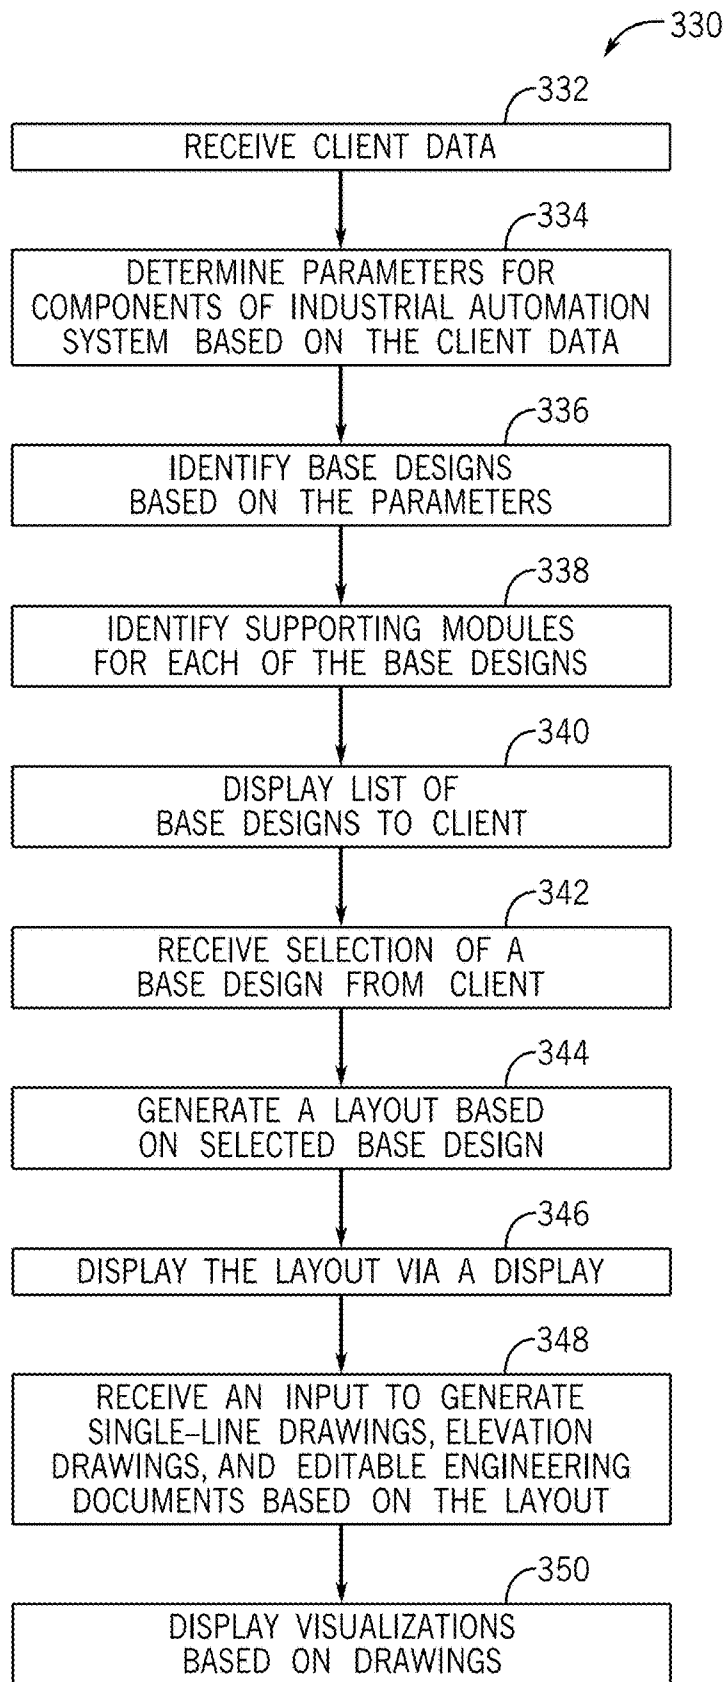 330
332
RECEIVE CLIENT DATA
334
DETERMINE PARAMETERS FOR
COMPONENTS OF INDUSTRIAL AUTOMATION
SYSTEM BASED ON THE CLIENT DATA
336
IDENTIFY BASE DESIGNS
BASED ON THE PARAMETERS
338
IDENTIFY SUPPORTING MODULES
FOR EACH OF THE BASE DESIGNS
340
DISPLAY LIST OF
BASE DESIGNS TO CLIENT
342
RECEIVE SELECTION OF A
BASE DESIGN FROM CLIENT
344
GENERATE A LAYOUT BASED
ON SELECTED BASE DESIGN
346
DISPLAY THE LAYOUT VIA A DISPLAY
348
RECEIVE AN INPUT TO GENERATE
SINGLE–LINE DRAWINGS, ELEVATION
DRAWINGS, AND EDITABLE ENGINEERING
DOCUMENTS BASED ON THE LAYOUT
350
DISPLAY VISUALIZATIONS
BASED ON DRAWINGS